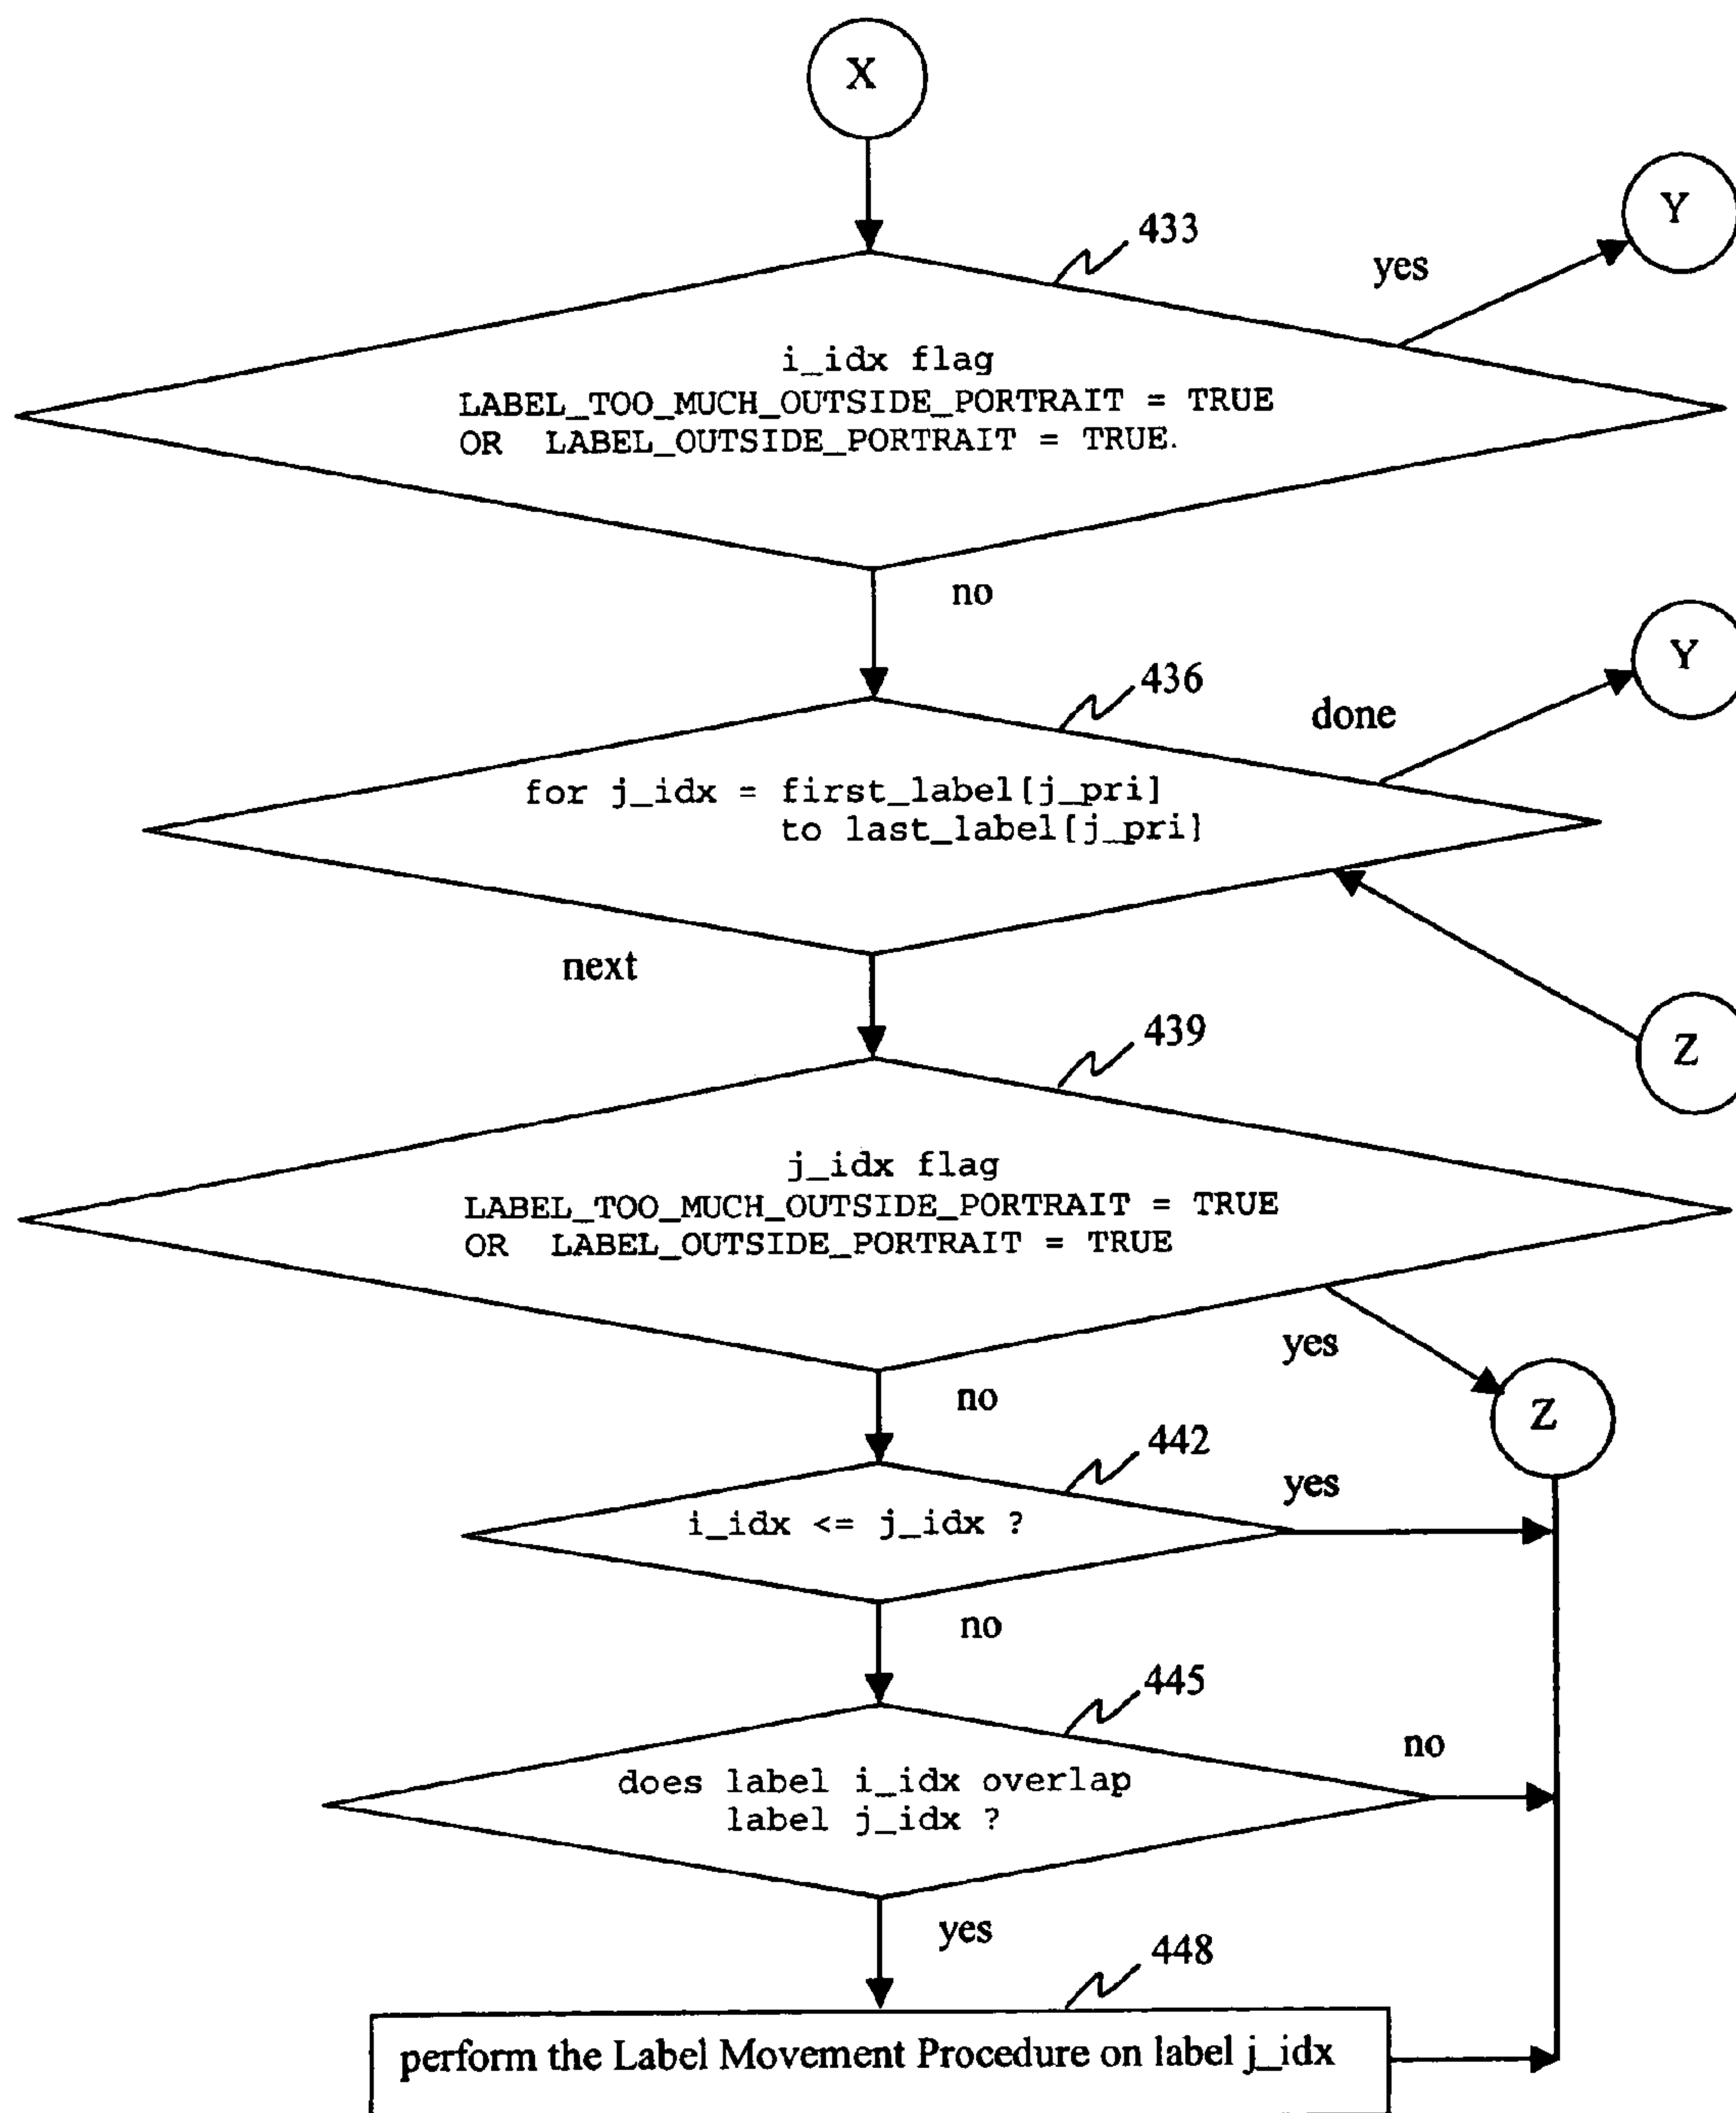 X
433
yes
Y
i_idx flag
LABEL_TOO_MUCH_OUTSIDE_PORTRAIT = TRUE
OR LABEL_OUTSIDE_PORTRAIT = TRUE.
no
436
done
Y
for j_idx = first_label[j_pri]
to last_label[j_pri]
next
439
Z
j_idx flag
LABEL_TOO_MUCH_OUTSIDE_PORTRAIT = TRUE
OR LABEL_OUTSIDE_PORTRAIT = TRUE
yes
no
Z
442
yes
i_idx <= j_idx ?
no
445
no
does label i_idx overlap
label j_idx ?
yes
448
perform the Label Movement Procedure on label j_idx